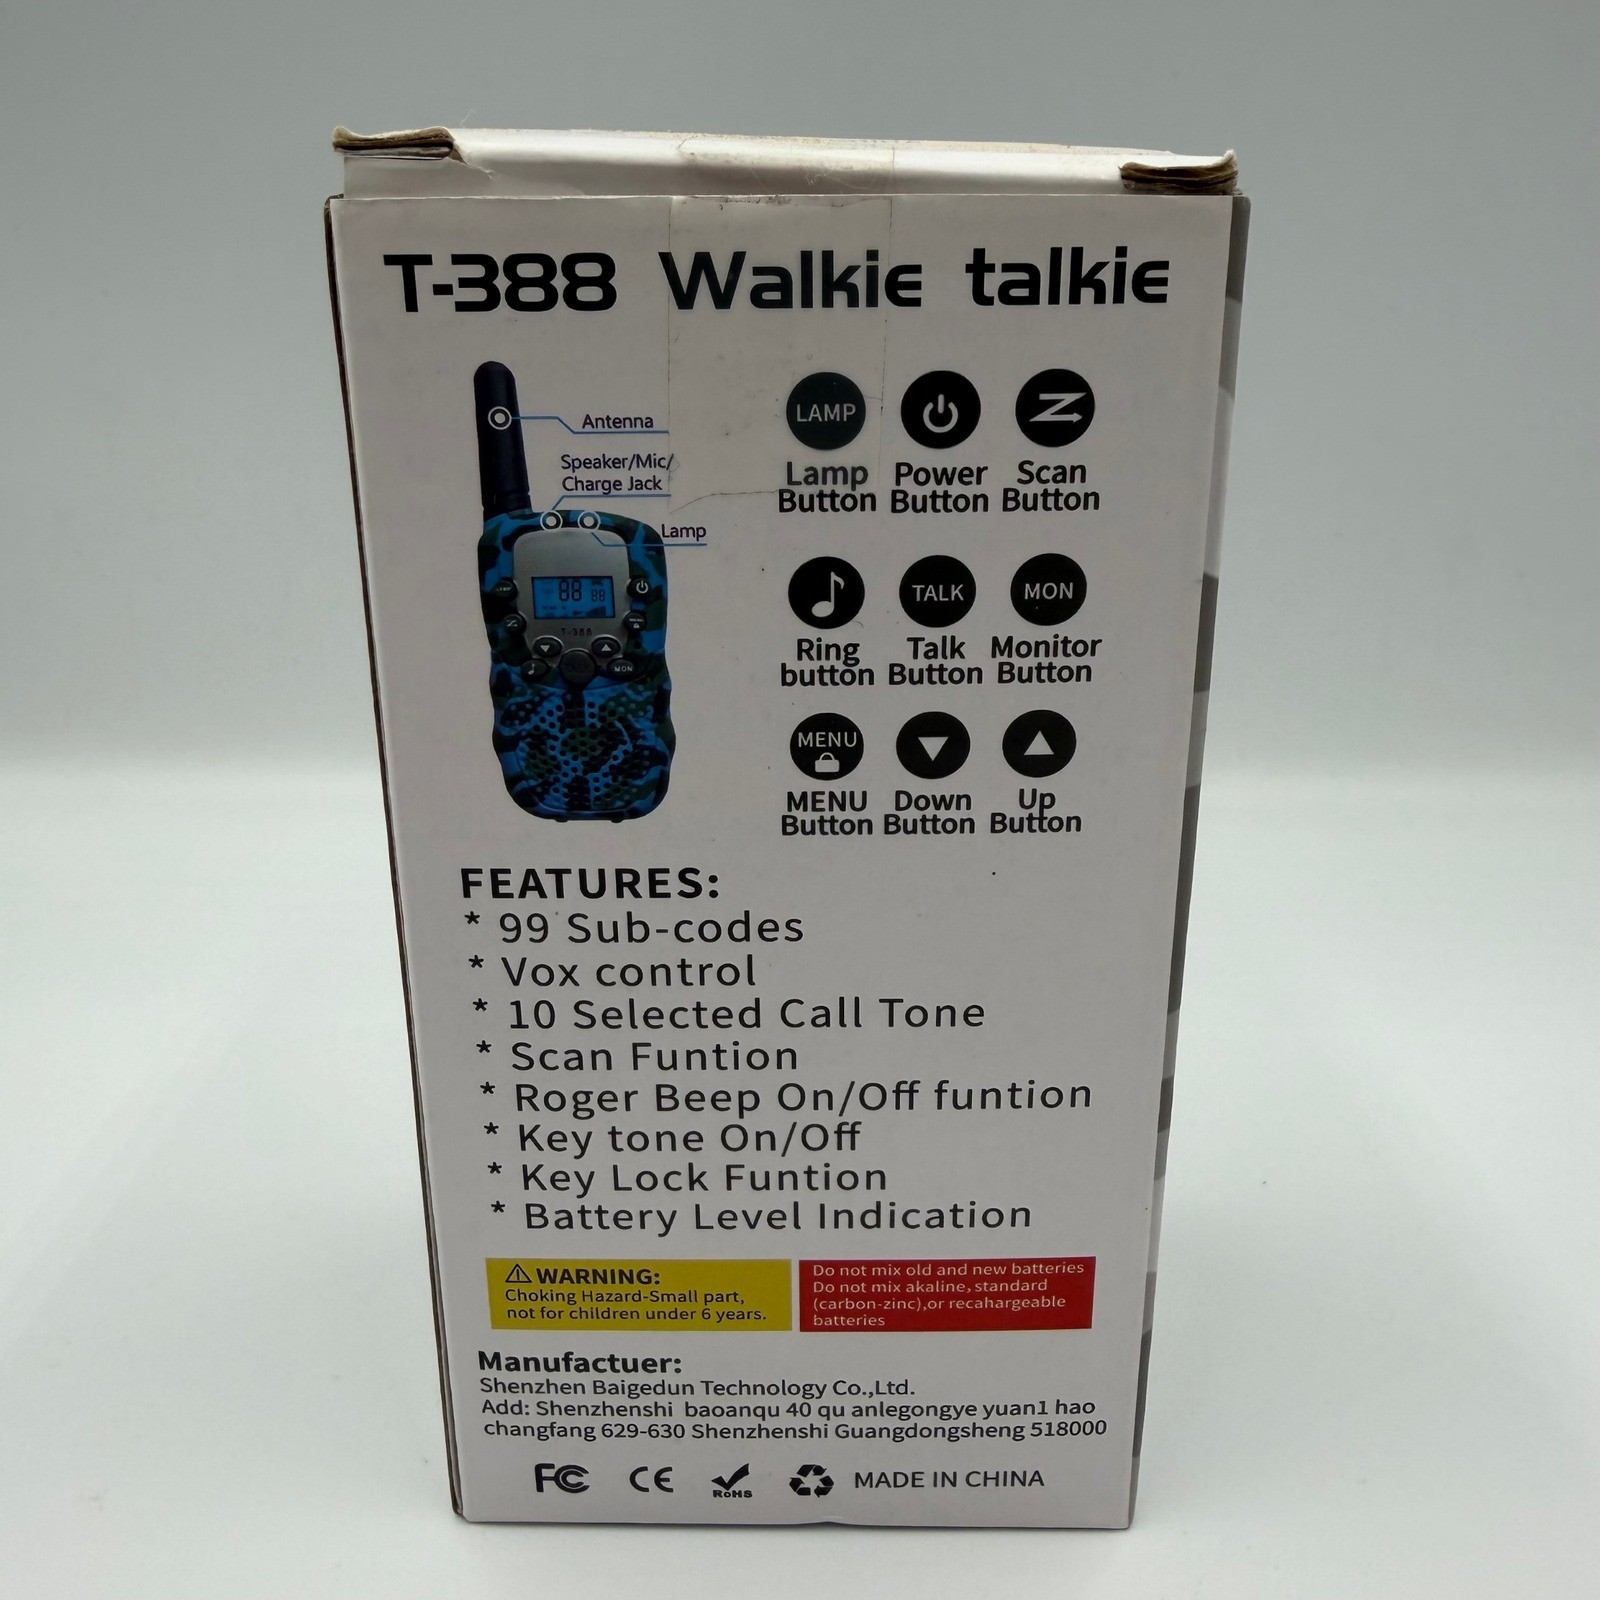 T-388 Walkie talkie
Antenna
Speaker/Mic/
Charge Jack
Lamp
88 88
T-388
MON
LAMP
Lamp Button
Power Button
Scan Button
Ring button
TALK
Talk Button
MON
Monitor Button
MENU
MENU Button
Down Button
Up Button
FEATURES:
* 99 Sub-codes
* Vox control
* 10 Selected Call Tone
* Scan Funtion
* Roger Beep On/Off funtion
* Key tone On/Off
* Key Lock Funtion
* Battery Level Indication
WARNING:
Choking Hazard-Small part,
not for children under 6 years.
Do not mix old and new batteries
Do not mix akaline, standard
(carbon-zinc),or recahargeable
batteries
Manufactuer:
Shenzhen Baigedun Technology Co.,Ltd.
Add: Shenzhenshi baoanqu 40 qu anlegongye yuan1 hao
changfang 629-630 Shenzhenshi Guangdongsheng 518000
FC CE RoHS MADE IN CHINA